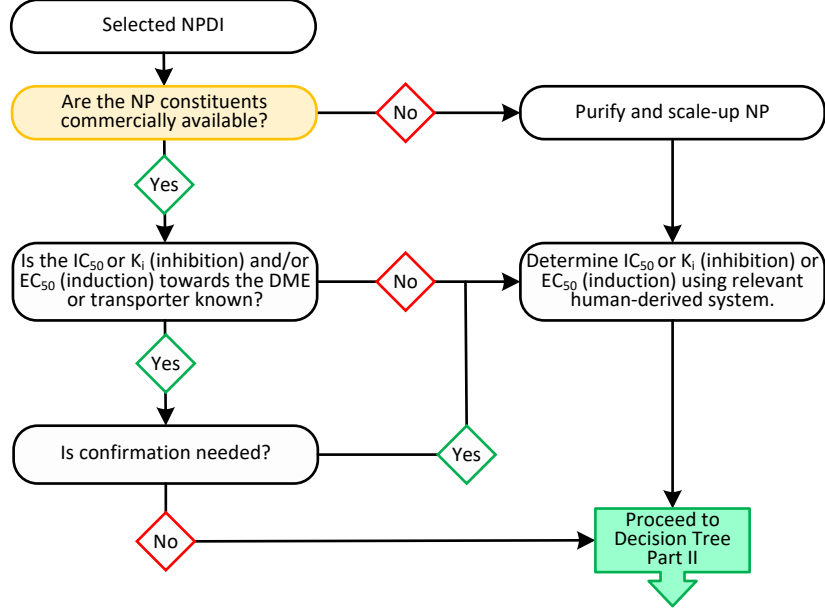 Selected NPDI
Are the NP constituents
commercially available?
No
Purify and scale-up NP
Yes
Is the IC₅₀ or Kᵢ (inhibition) and/or
EC₅₀ (induction) towards the DME
or transporter known?
No
Determine IC₅₀ or Kᵢ (inhibition) or
EC₅₀ (induction) using relevant
human-derived system.
Yes
Is confirmation needed?
Yes
No
Proceed to
Decision Tree
Part II